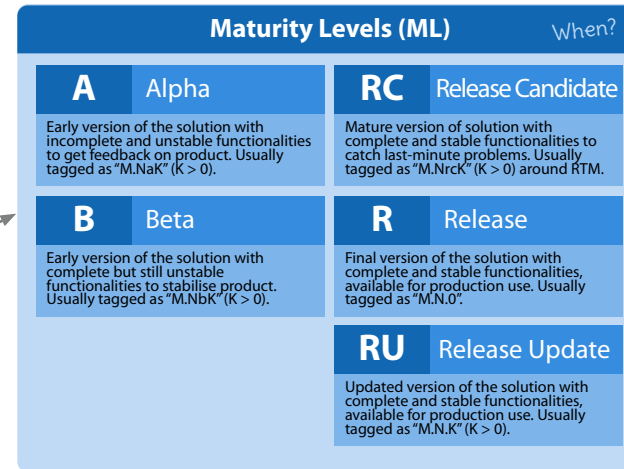 Maturity Levels (ML)
When?
A Alpha
Early version of the solution with
incomplete and unstable functionalities
to get feedback on product. Usually
tagged as “M.NaK” (K > 0).
B Beta
Early version of the solution with
complete but still unstable
functionalities to stabilise product.
Usually tagged as “M.NbK” (K > 0).
RC Release Candidate
Mature version of solution with
complete and stable functionalities to
catch last-minute problems. Usually
tagged as “M.NrcK” (K > 0) around RTM.
R Release
Final version of the solution with
complete and stable functionalities,
available for production use. Usually
tagged as “M.N.0”.
RU Release Update
Updated version of the solution with
complete and stable functionalities,
available for production use. Usually
tagged as “M.N.K” (K > 0).